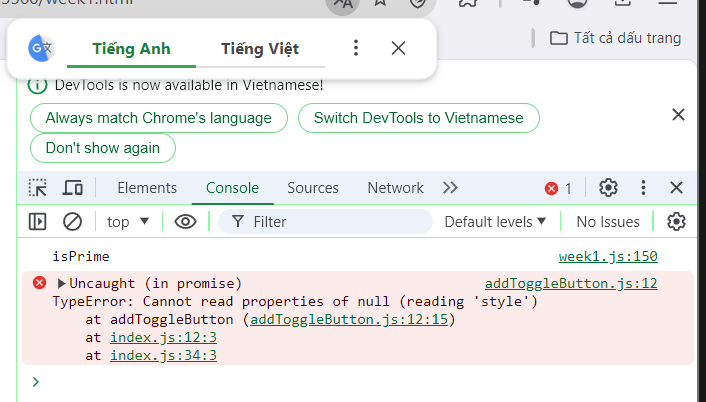 5500/week1.html
Tất cả dấu trang
Tiếng Anh Tiếng Việt
DevTools is now available in Vietnamese!
Always match Chrome's language Switch DevTools to Vietnamese
Don't show again
Elements Console Sources Network 1
top Filter Default levels No Issues
isPrime week1.js:150
Uncaught (in promise) addToggleButton.js:12
TypeError: Cannot read properties of null (reading 'style')
at addToggleButton (addToggleButton.js:12:15)
at index.js:12:3
at index.js:34:3